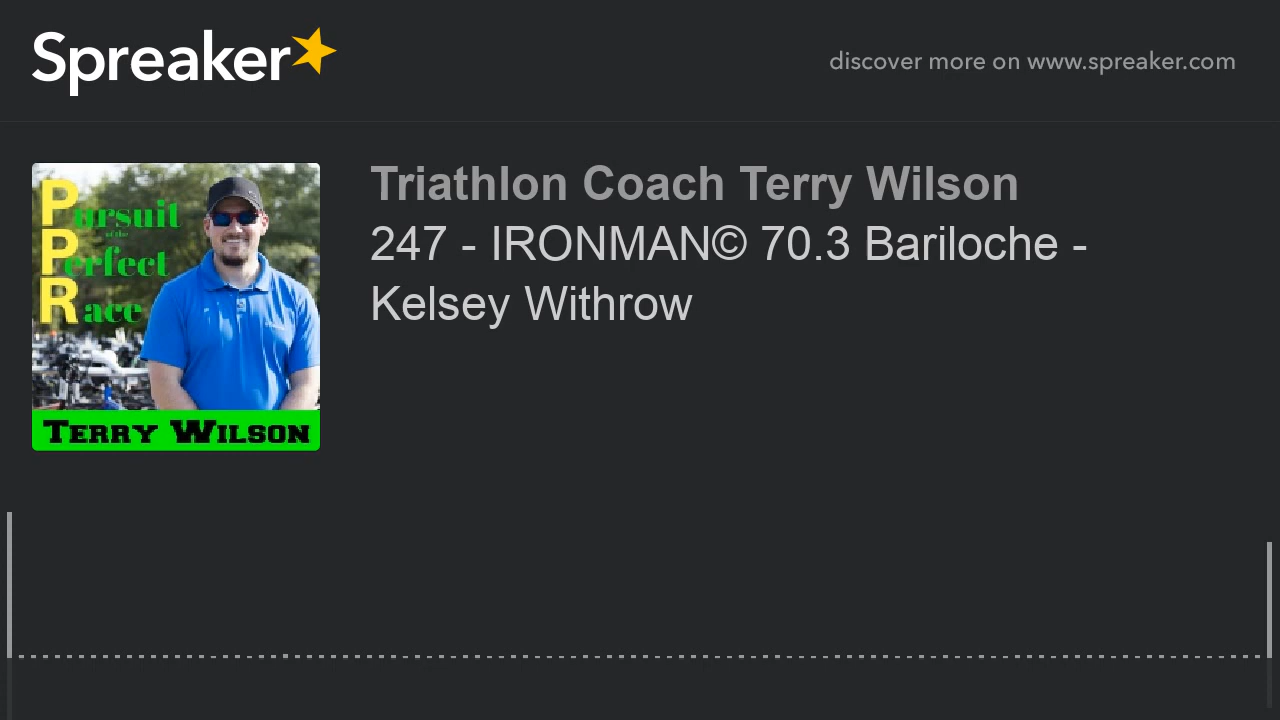 Spreaker
discover more on www.spreaker.com
Triathlon Coach Terry Wilson
247 - IRONMAN© 70.3 Bariloche -
Kelsey Withrow
Pursuit
of the
Perfect
Race
TERRY WILSON